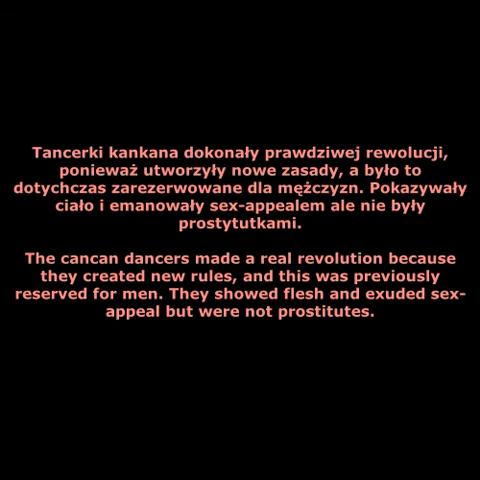 Tancerki kankana dokonały prawdziwej rewolucji,
ponieważ utworzyły nowe zasady, a było to
dotychczas zarezerwowane dla mężczyzn. Pokazywały
ciało i emanowały sex-appealem ale nie były
prostytutkami.
The cancan dancers made a real revolution because
they created new rules, and this was previously
reserved for men. They showed flesh and exuded sex-
appeal but were not prostitutes.